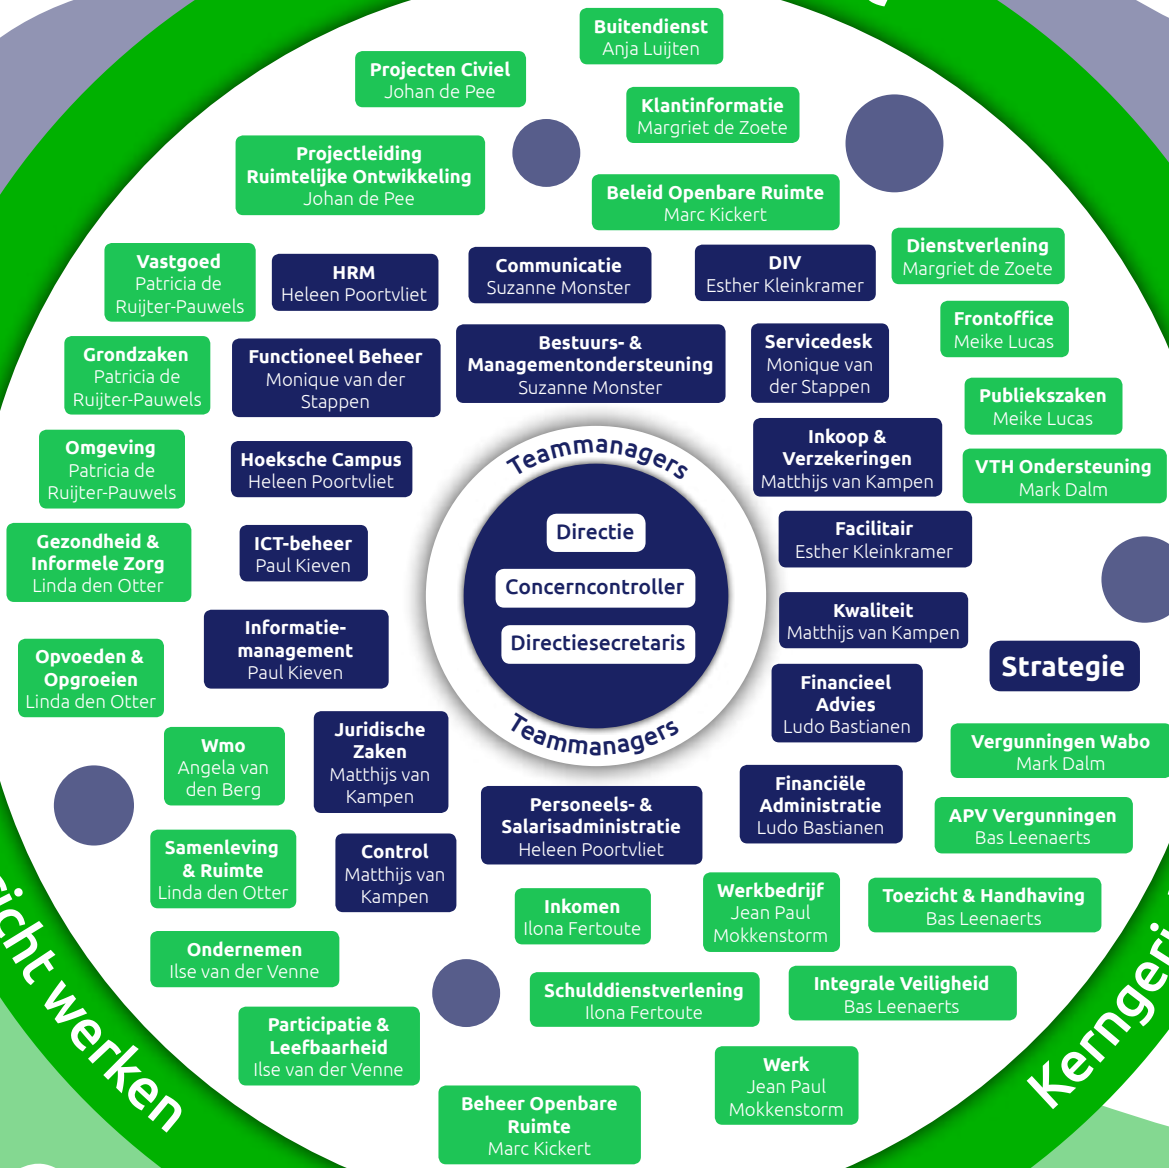 Buitendienst
Anja Luijten
Projecten Civiel
Johan de Pee
Klantinformatie
Margriet de Zoete
Projectleiding
Ruimtelijke Ontwikkeling
Johan de Pee
Beleid Openbare Ruimte
Marc Kickert
Vastgoed
Patricia de
Ruijter-Pauwels
HRM
Heleen Poortvliet
Communicatie
Suzanne Monster
DIV
Esther Kleinkramer
Dienstverlening
Margriet de Zoete
Frontoffice
Meike Lucas
Grondzaken
Patricia de
Ruijter-Pauwels
Functioneel Beheer
Monique van der
Stappen
Bestuurs- &
Managementondersteuning
Suzanne Monster
Servicedesk
Monique van
der Stappen
Publiekszaken
Meike Lucas
Omgeving
Patricia de
Ruijter-Pauwels
Hoeksche Campus
Heleen Poortvliet
Teammanagers
Inkoop &
Verzekeringen
Matthijs van Kampen
VTH Ondersteuning
Mark Dalm
Gezondheid &
Informele Zorg
Linda den Otter
ICT-beheer
Paul Kieven
Directie
Concerncontroller
Directiesecretaris
Facilitair
Esther Kleinkramer
Kwaliteit
Matthijs van Kampen
Informatie-
management
Paul Kieven
Opvoeden &
Opgroeien
Linda den Otter
Strategie
Financieel
Advies
Ludo Bastianen
Teammanagers
Juridische
Zaken
Matthijs van
Kampen
Wmo
Angela van
den Berg
Vergunningen Wabo
Mark Dalm
Financiële
Administratie
Ludo Bastianen
Personeels- &
Salarisadministratie
Heleen Poortvliet
APV Vergunningen
Bas Leenaerts
Samenleving
& Ruimte
Linda den Otter
Control
Matthijs van
Kampen
Inkomen
Ilona Fertoute
Werkbedrijf
Jean Paul
Mokkenstorm
Toezicht & Handhaving
Bas Leenaerts
Ondernemen
Ilse van der Venne
Schulddienstverlening
Ilona Fertoute
Integrale Veiligheid
Bas Leenaerts
Participatie &
Leefbaarheid
Ilse van der Venne
Werk
Jean Paul
Mokkenstorm
Beheer Openbare
Ruimte
Marc Kickert
werken